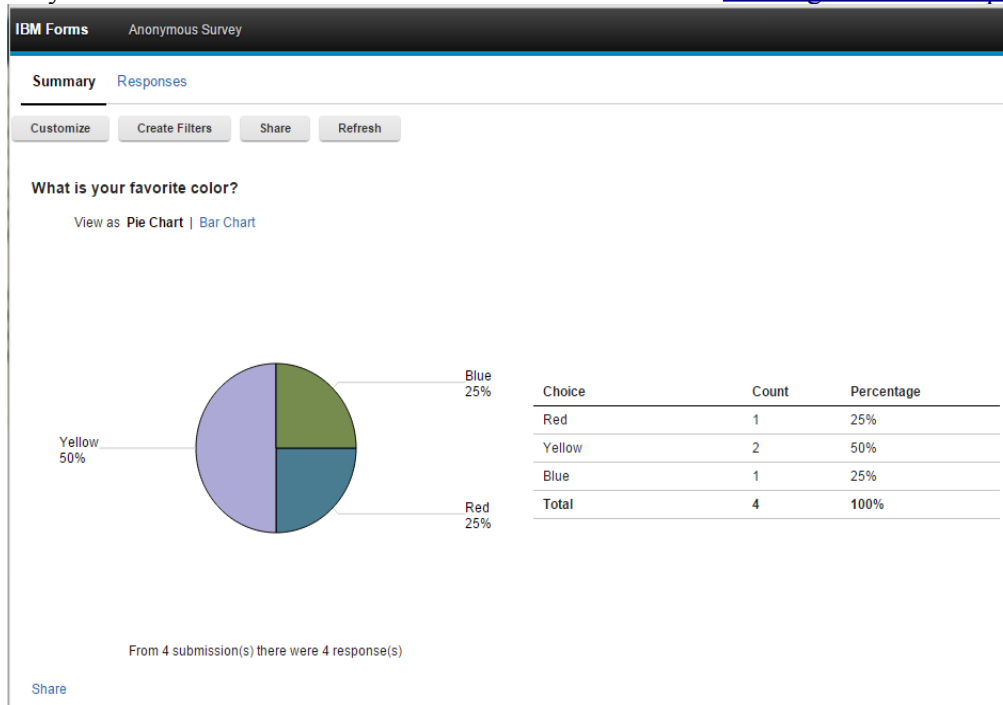 IBM Forms Anonymous Survey
Summary Responses
Customize Create Filters Share Refresh
What is your favorite color?
View as Pie Chart | Bar Chart
Blue
25%
Yellow
50%
Red
25%
Choice Count Percentage
Red 1 25%
Yellow 2 50%
Blue 1 25%
Total 4 100%
From 4 submission(s) there were 4 response(s)
Share